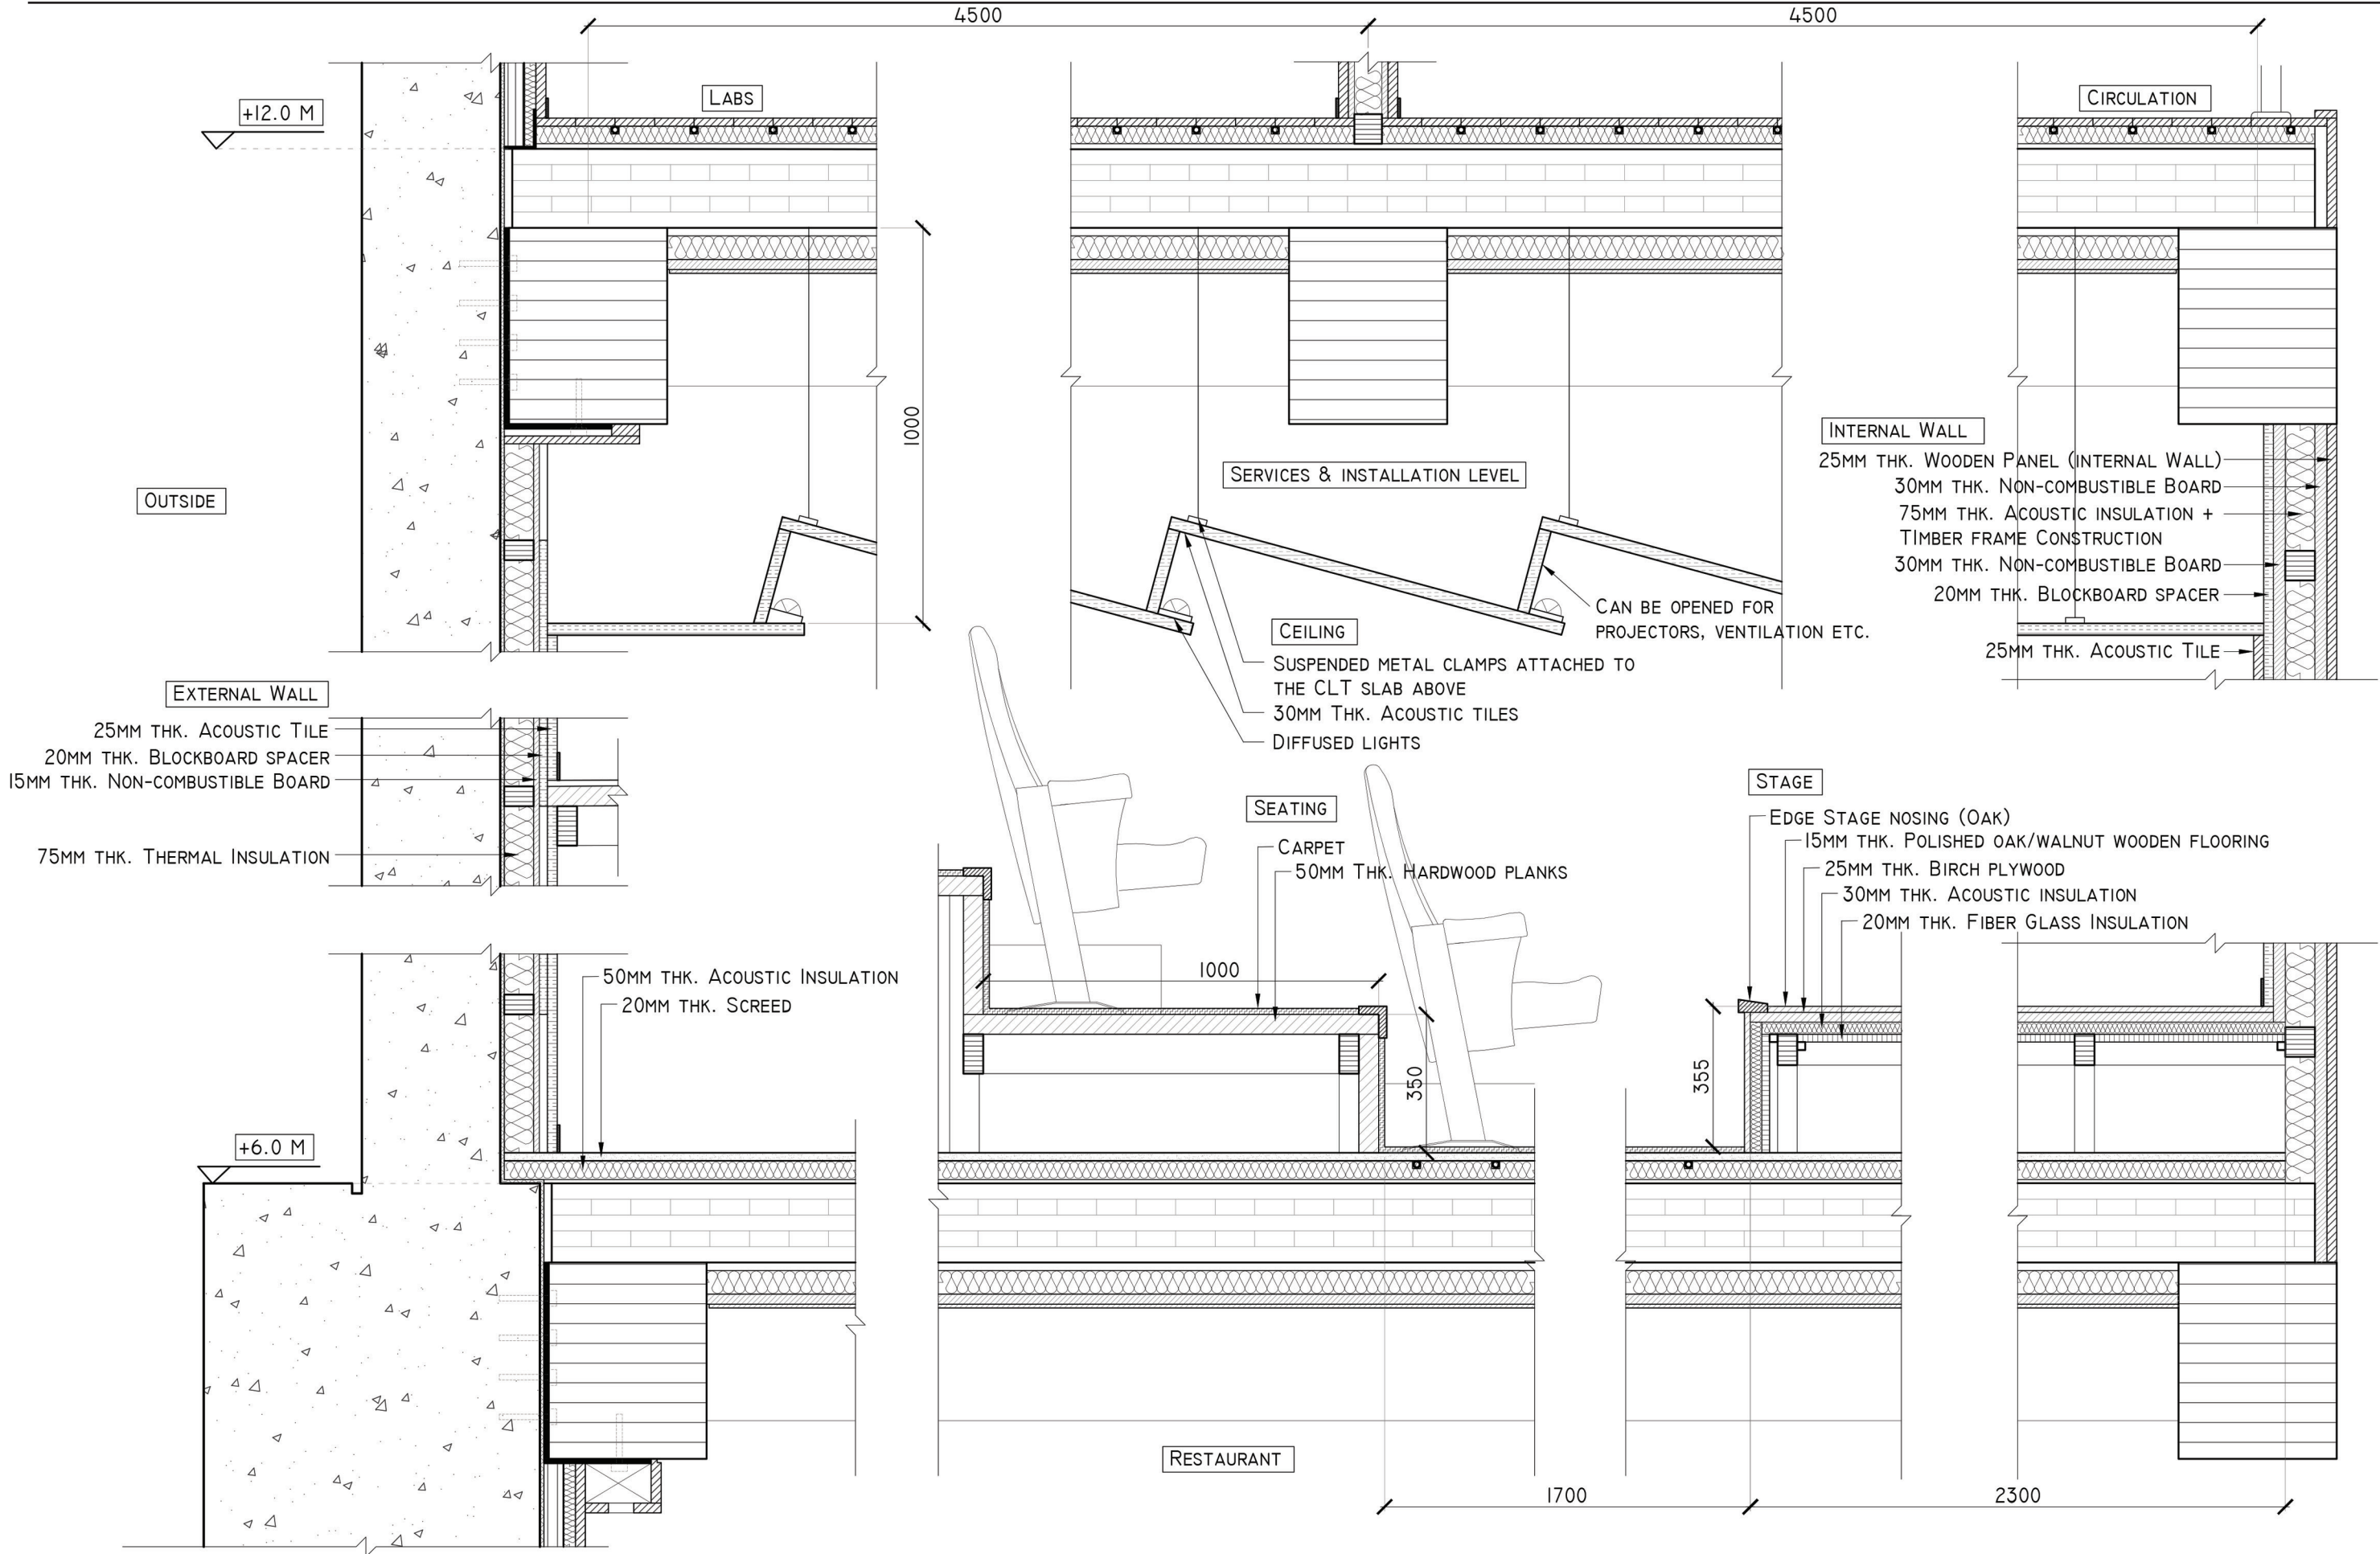 4500
4500
+12.0 M
LABS
CIRCULATION
1000
OUTSIDE
SERVICES & INSTALLATION LEVEL
INTERNAL WALL
25MM THK. WOODEN PANEL (INTERNAL WALL)
30MM THK. NON-COMBUSTIBLE BOARD
75MM THK. ACOUSTIC INSULATION +
TIMBER FRAME CONSTRUCTION
30MM THK. NON-COMBUSTIBLE BOARD
20MM THK. BLOCKBOARD SPACER
25MM THK. ACOUSTIC TILE
CAN BE OPENED FOR
PROJECTORS, VENTILATION ETC.
CEILING
SUSPENDED METAL CLAMPS ATTACHED TO
THE CLT SLAB ABOVE
30MM THK. ACOUSTIC TILES
DIFFUSED LIGHTS
EXTERNAL WALL
25MM THK. ACOUSTIC TILE
20MM THK. BLOCKBOARD SPACER
15MM THK. NON-COMBUSTIBLE BOARD
75MM THK. THERMAL INSULATION
SEATING
CARPET
50MM THK. HARDWOOD PLANKS
STAGE
EDGE STAGE NOSING (OAK)
15MM THK. POLISHED OAK/WALNUT WOODEN FLOORING
25MM THK. BIRCH PLYWOOD
30MM THK. ACOUSTIC INSULATION
20MM THK. FIBER GLASS INSULATION
50MM THK. ACOUSTIC INSULATION
20MM THK. SCREED
1000
350
355
+6.0 M
RESTAURANT
1700
2300